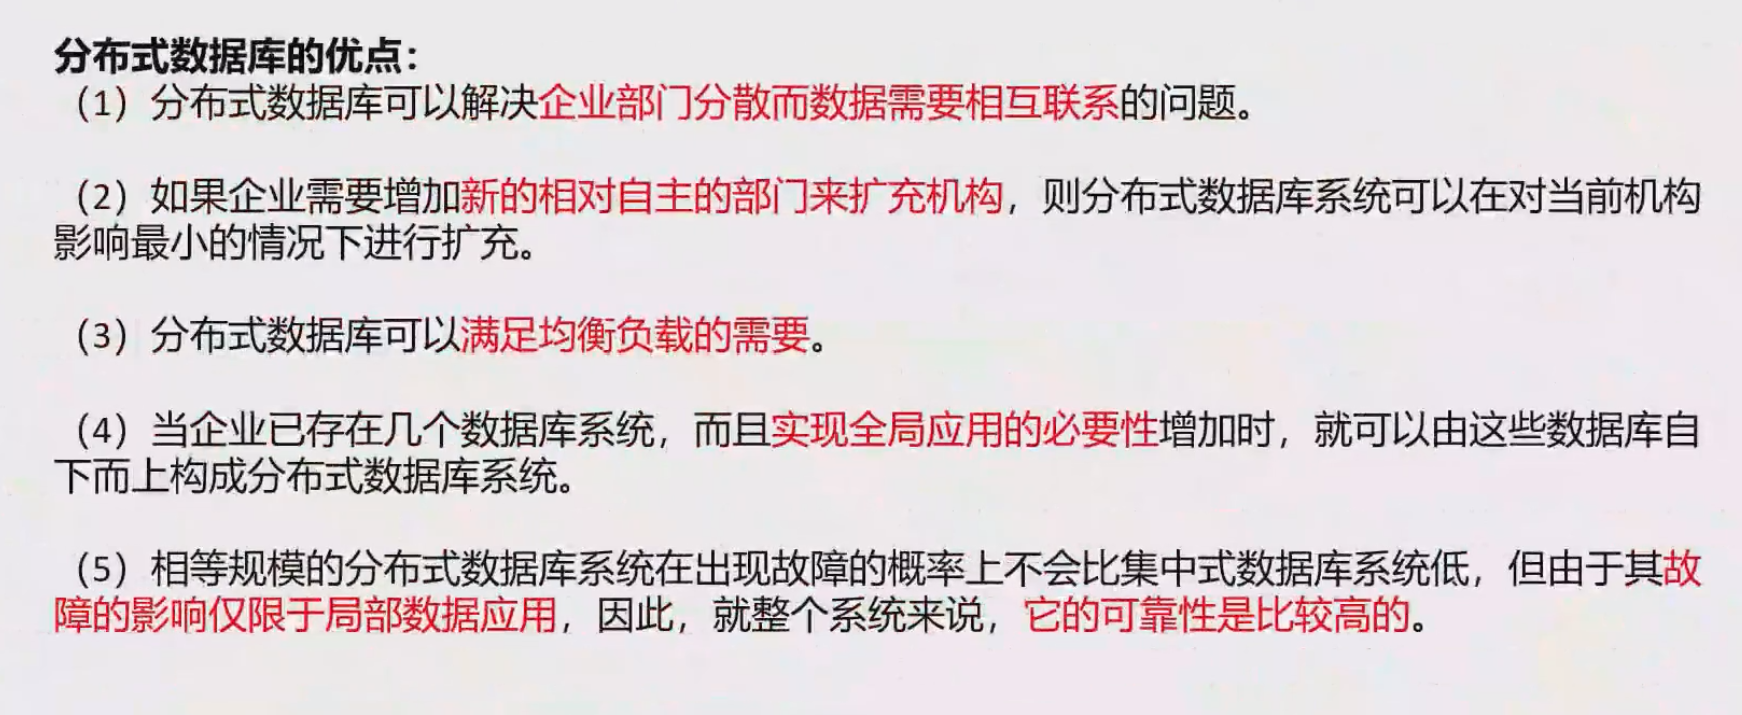 分布式数据库的优点：
（1）分布式数据库可以解决企业部门分散而数据需要相互联系的问题。
（2）如果企业需要增加新的相对自主的部门来扩充机构，则分布式数据库系统可以在对当前机构
影响最小的情况下进行扩充。
（3）分布式数据库可以满足均衡负载的需要。
（4）当企业已存在几个数据库系统，而且实现全局应用的必要性增加时，就可以由这些数据库自
下而上构成分布式数据库系统。
（5）相等规模的分布式数据库系统在出现故障的概率上不会比集中式数据库系统低，但由于其故
障的影响仅限于局部数据应用，因此，就整个系统来说，它的可靠性是比较高的。